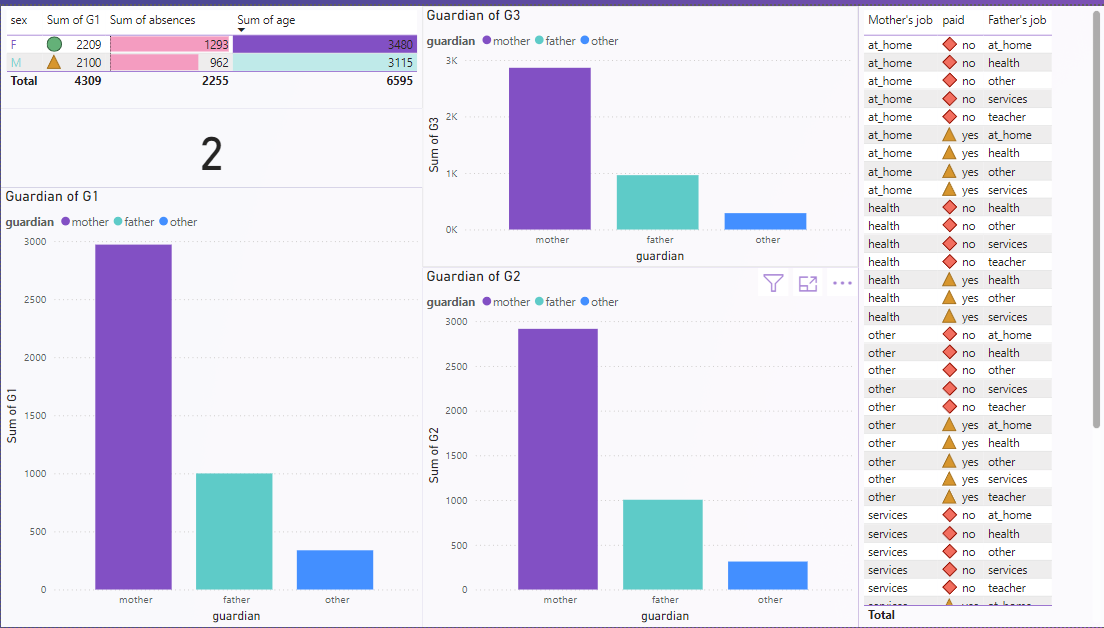 sex Sum of G1 Sum of absences Sum of age
F 2209 1293 3480
M 2100 962 3115
Total 4309 2255 6595
2
Guardian of G1
guardian mother father other
Sum of G1
3000
2500
2000
1500
1000
500
0
mother father other
guardian
Guardian of G3
guardian mother father other
Sum of G3
3K
2K
1K
0K
mother father other
guardian
Guardian of G2
guardian mother father other
Sum of G2
3000
2500
2000
1500
1000
500
0
mother father other
guardian
Mother's job paid Father's job
at_home no at_home
at_home no health
at_home no other
at_home no services
at_home no teacher
at_home yes at_home
at_home yes health
at_home yes other
at_home yes services
health no health
health no other
health no services
health no teacher
health yes health
health yes other
health yes services
other no at_home
other no health
other no other
other no services
other no teacher
other yes at_home
other yes health
other yes other
other yes services
other yes teacher
services no at_home
services no health
services no other
services no services
services no teacher
services yes at_home
Total